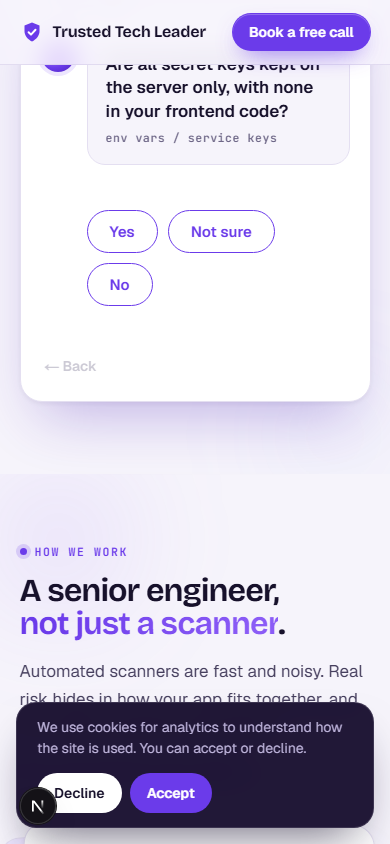 Trusted Tech Leader
Book a free call
Are all secret keys kept on
the server only, with none
in your frontend code?
env vars / service keys
Yes
Not sure
No
← Back
HOW WE WORK
A senior engineer,
not just a scanner.
Automated scanners are fast and noisy. Real
risk hides in how your app fits together, and
We use cookies for analytics to understand how
the site is used. You can accept or decline.
Decline
Accept
N